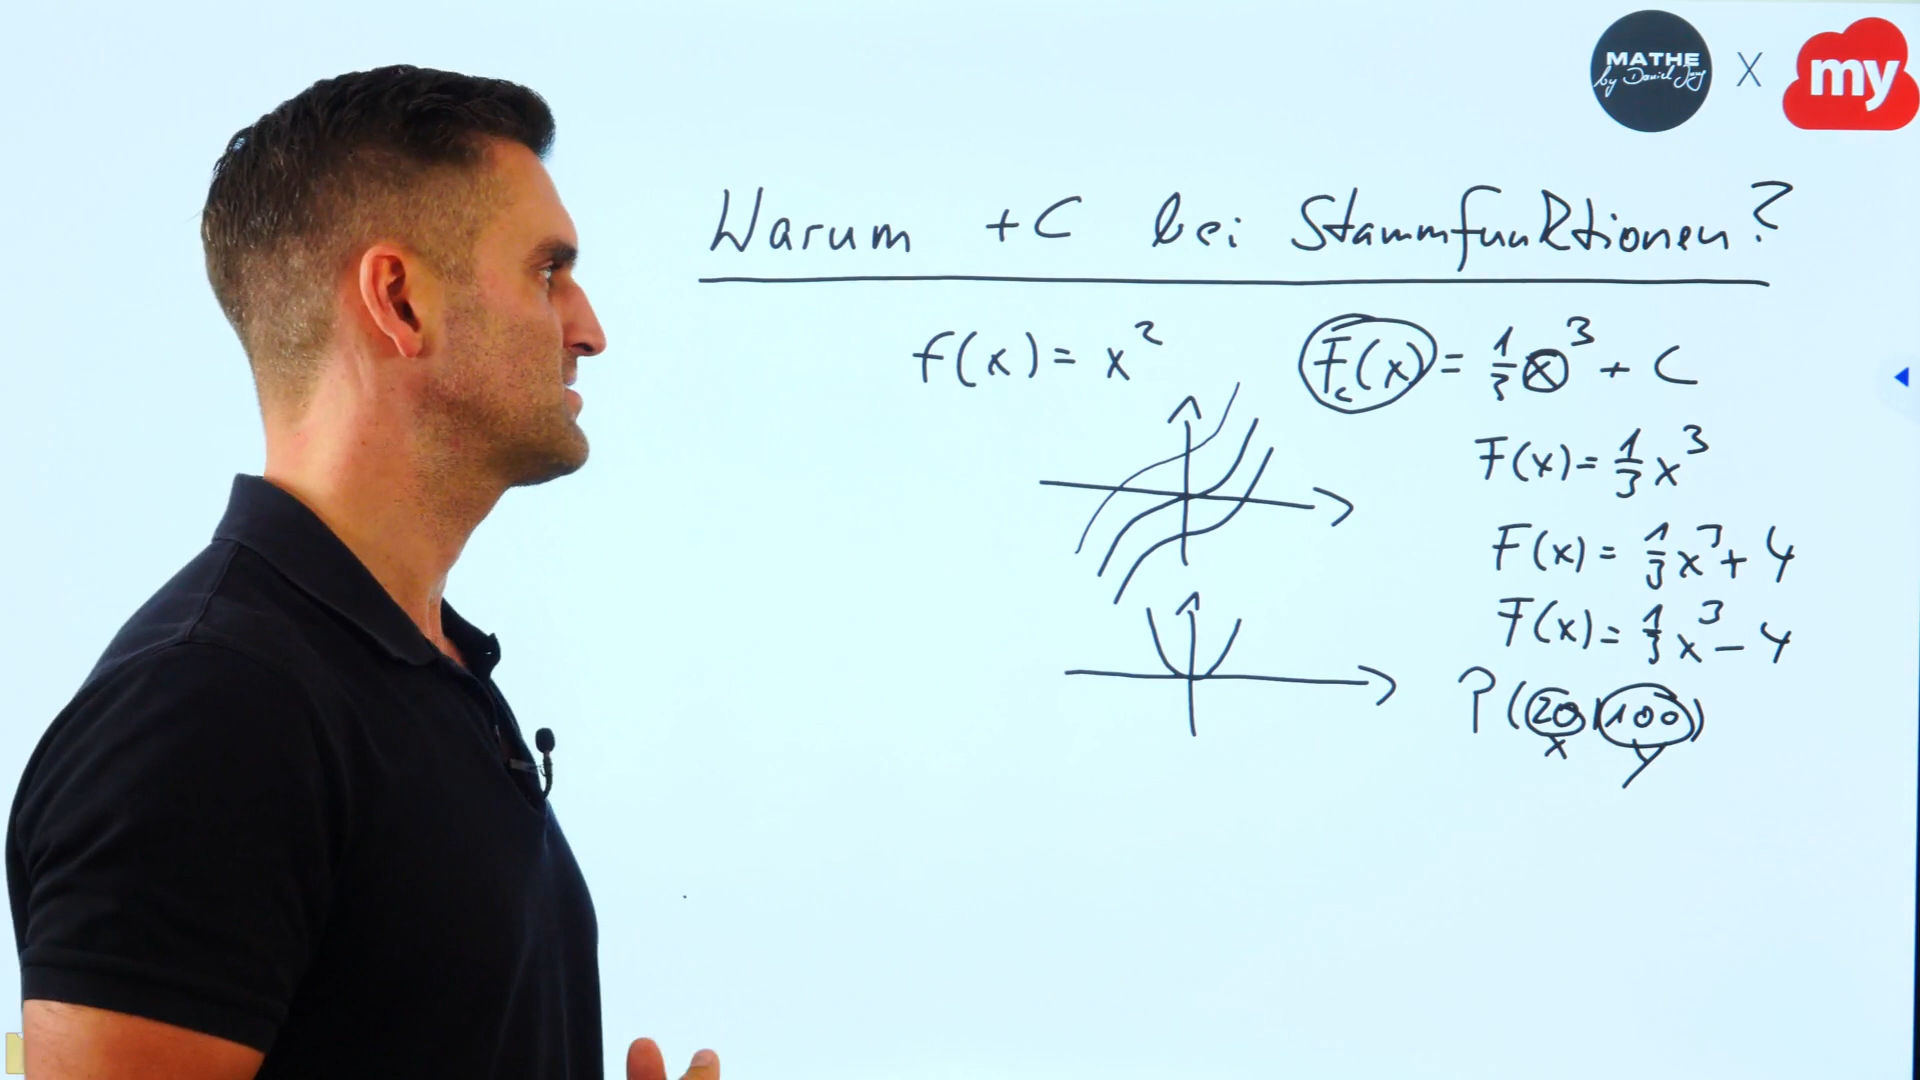 MATHE
by Daniel Jung
X
my
Warum +C bei Stammfunktionen?
f(x) = x² F_c(x) = 1/3 x³ + C
F(x) = 1/3 x³
F(x) = 1/3 x³ + 4
F(x) = 1/3 x³ - 4
P(20|100)
x y